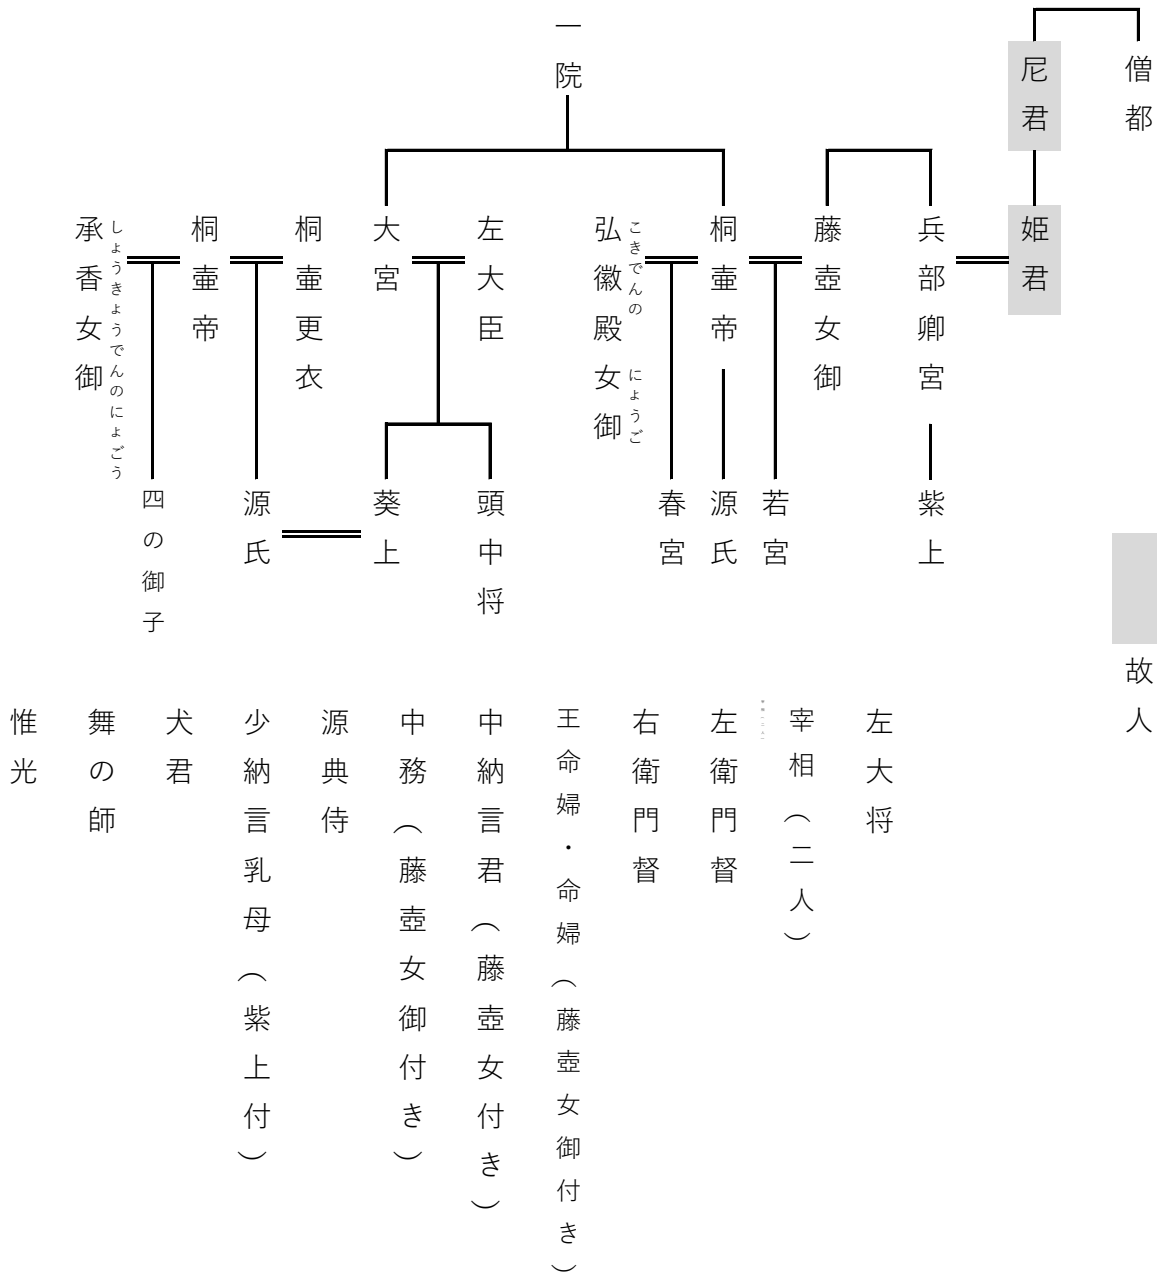 僧都
尼君
姫君
兵部卿宮
藤壺女御
桐壷帝
こきでんの にょうご
弘徽殿女御
一院
左大臣
大宮
桐壷更衣
桐壷帝
しょうきょうでんのにょごう
承香女御
紫上
若宮
源氏
春宮
頭中将
葵上
源氏
四の御子
故人
左大将
宰相(二人)
左衛門督
右衛門督
王命婦・命婦(藤壺女御付き)
中納言君(藤壺女付き)
中務(藤壺女御付き)
源典侍
少納言乳母(紫上付)
犬君
舞の師
惟光